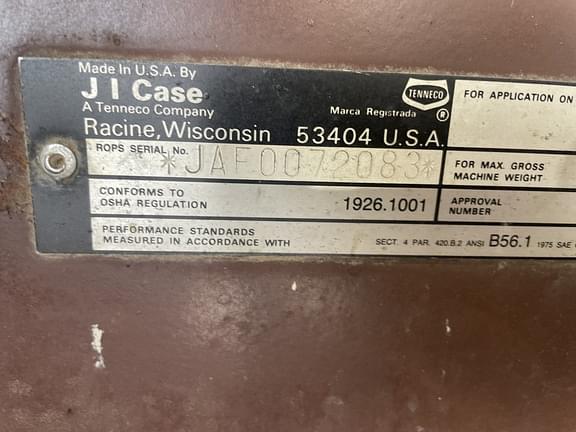 Made In U.S.A. By
J I Case
A Tenneco Company
Racine, Wisconsin 53404 U.S.A.
TENNECO
Marca Registrada ®
ROPS SERIAL No.
*JAF0072083*
CONFORMS TO
OSHA REGULATION 1926.1001
PERFORMANCE STANDARDS
MEASURED IN ACCORDANCE WITH SECT. 4 PAR. 420.B.2 ANSI B56.1 1975 SAE
FOR APPLICATION ON
FOR MAX. GROSS
MACHINE WEIGHT
APPROVAL
NUMBER